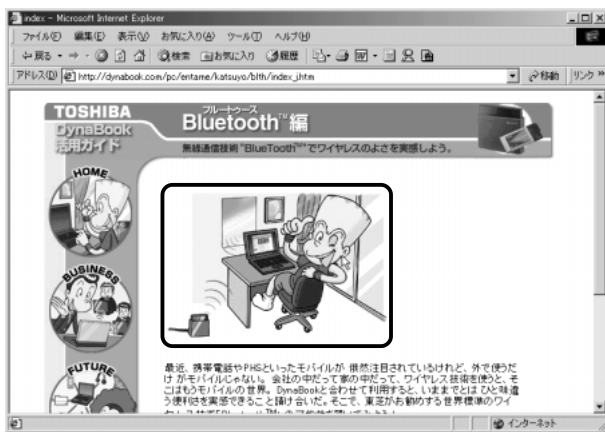 index - Microsoft Internet Explorer
ファイル(F) 編集(E) 表示(V) お気に入り(A) ツール(T) ヘルプ(H)
戻る 検索 お気に入り 履歴
アドレス(D) http://dynabook.com/pc/entame/katsuyo/blth/index_j.htm 移動 リンク »
TOSHIBA
DynaBook
活用ガイド
ブルートゥース
Bluetooth™編
無線通信技術"BlueTooth™"でワイヤレスのよさを実感しよう。
HOME
BUSINESS
FUTURE
最近、携帯電話やPHSといったモバイルが 俄然注目されているけれど、外で使うだ
け がモバイルじゃない。会社の中だって家の中だって、ワイヤレス技術を使うと、そ
こはもうモバイルの世界。DynaBookと合わせて利用すると、いままでとは ひと味違
う便利さを実感できること請け合いだ。そこで、東芝がお勧めする世界標準のワイ
インターネット